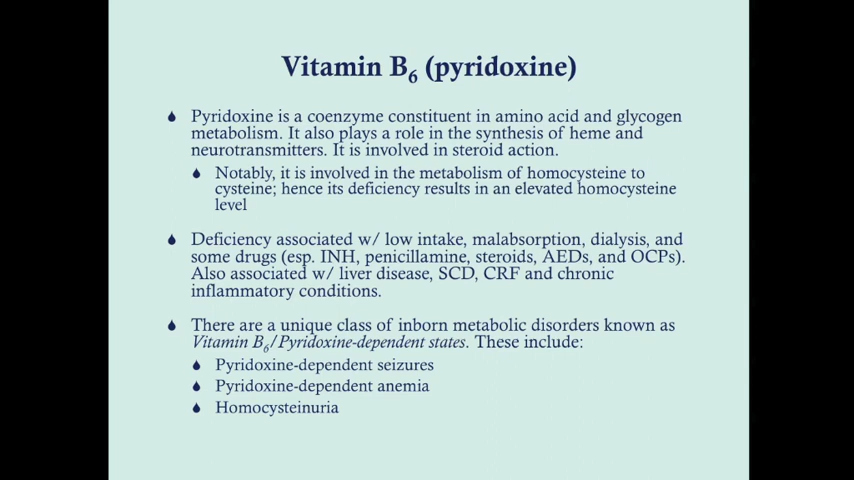 Vitamin B6 (pyridoxine)
Pyridoxine is a coenzyme constituent in amino acid and glycogen
metabolism. It also plays a role in the synthesis of heme and
neurotransmitters. It is involved in steroid action.
Notably, it is involved in the metabolism of homocysteine to
cysteine; hence its deficiency results in an elevated homocysteine
level
Deficiency associated w/ low intake, malabsorption, dialysis, and
some drugs (esp. INH, penicillamine, steroids, AEDs, and OCPs).
Also associated w/ liver disease, SCD, CRF and chronic
inflammatory conditions.
There are a unique class of inborn metabolic disorders known as
Vitamin B6/Pyridoxine-dependent states. These include:
Pyridoxine-dependent seizures
Pyridoxine-dependent anemia
Homocysteinuria